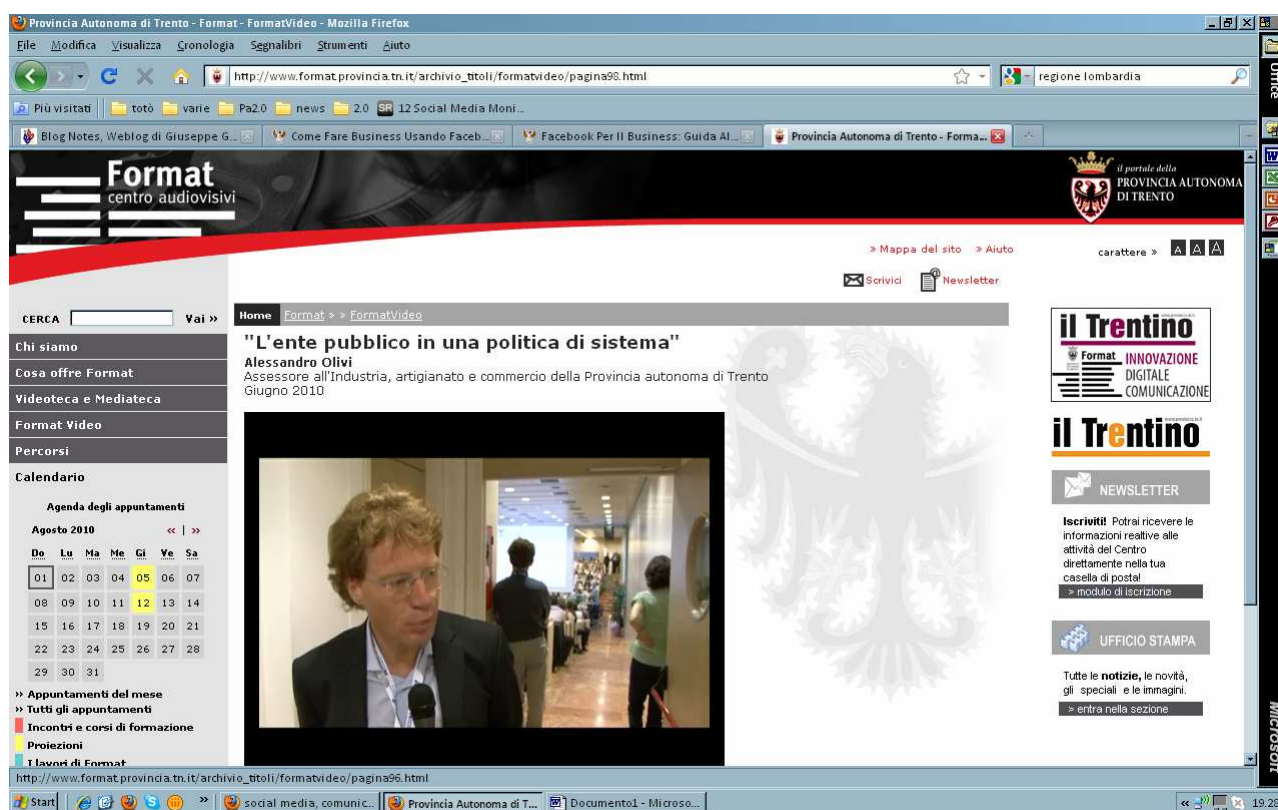 Provincia Autonoma di Trento - Format - FormatVideo - Mozilla Firefox
File Modifica Visualizza Cronologia Segnalibri Strumenti Aiuto
http://www.format.provincia.tn.it/archivio_titoli/formatvideo/pagina98.html
regione lombardia
Più visitati totò varie Pa2.0 news 2.0 SR 12 Social Media Moni...
Blog Notes, Weblog di Giuseppe G... Come Fare Business Usando Faceb... Facebook Per Il Business: Guida Al... Provincia Autonoma di Trento - Forma...
Format
centro audiovisivi
il portale della
PROVINCIA AUTONOMA
DI TRENTO
» Mappa del sito » Aiuto
carattere » A A A
Scrivici Newsletter
CERCA Vai »
Chi siamo
Cosa offre Format
Videoteca e Mediateca
Format Video
Percorsi
Calendario
Agenda degli appuntamenti
Agosto 2010 « | »
Do Lu Ma Me Gi Ve Sa
01 02 03 04 05 06 07
08 09 10 11 12 13 14
15 16 17 18 19 20 21
22 23 24 25 26 27 28
29 30 31
» Appuntamenti del mese
» Tutti gli appuntamenti
Incontri e corsi di formazione
Proiezioni
I lavori di Format
Home Format » » FormatVideo
"L'ente pubblico in una politica di sistema"
Alessandro Olivi
Assessore all'Industria, artigianato e commercio della Provincia autonoma di Trento
Giugno 2010
il Trentino
Format INNOVAZIONE
DIGITALE
COMUNICAZIONE
il Trentino
NEWSLETTER
Iscriviti! Potrai ricevere le
informazioni realtive alle
attività del Centro
direttamente nella tua
casella di posta!
> modulo di iscrizione
UFFICIO STAMPA
Tutte le notizie, le novità,
gli speciali e le immagini.
> entra nella sezione
Office
Microsoft
http://www.format.provincia.tn.it/archivio_titoli/formatvideo/pagina96.html
Start » social media, comunic... Provincia Autonoma di T... Documento1 - Microso... «